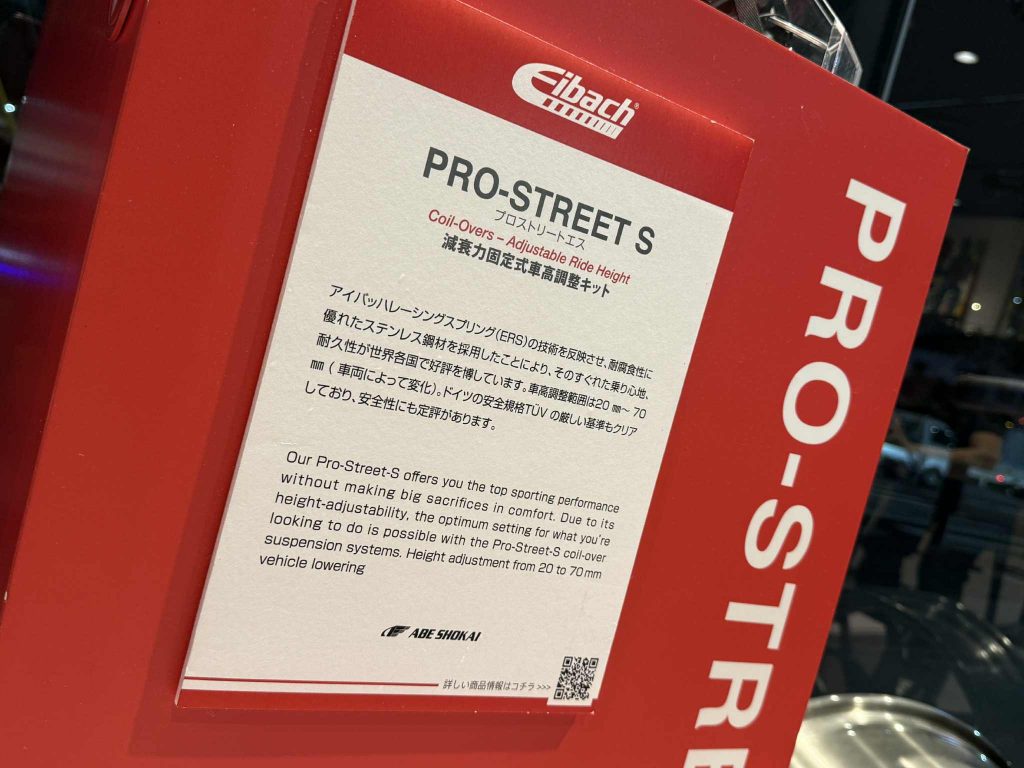 Eibach®
PRO-STREET S
プロストリートエス
Coil-Overs – Adjustable Ride Height
減衰力固定式車高調整キット
アイバッハレーシングスプリング(ERS)の技術を反映させ、耐腐食性に
優れたステンレス鋼材を採用したことにより、そのすぐれた乗り心地、
耐久性が世界各国で好評を博しています。車高調整範囲は20 ㎜～ 70
㎜ ( 車両によって変化)。ドイツの安全規格TÜV の厳しい基準もクリア
しており、安全性にも定評があります。
Our Pro-Street-S offers you the top sporting performance
without making big sacrifices in comfort. Due to its
height-adjustability, the optimum setting for what you're
looking to do is possible with the Pro-Street-S coil-over
suspension systems. Height adjustment from 20 to 70 mm
vehicle lowering
ABE SHOKAI
詳しい商品情報はコチラ >>>
PRO-STRE